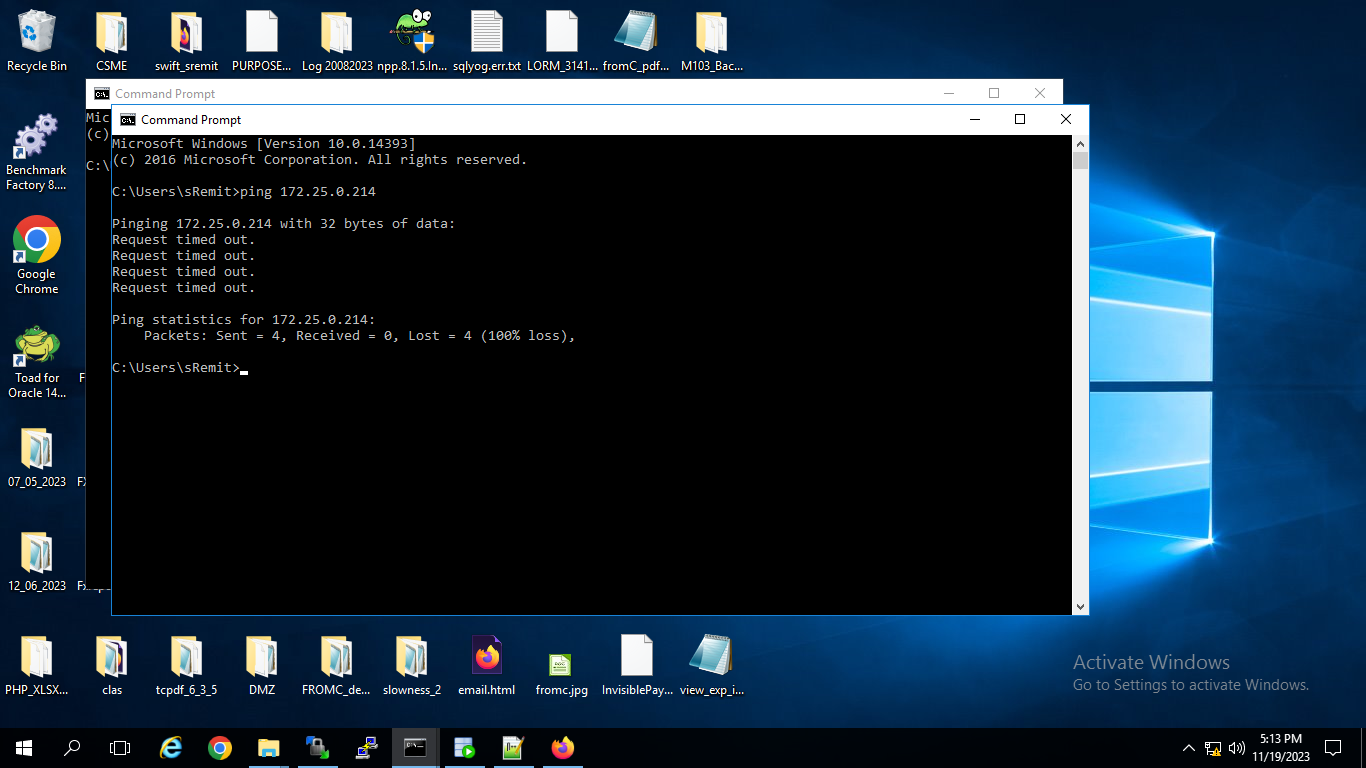 Recycle Bin
CSME
swift_sremit
PURPOSE...
Log 20082023
npp.8.1.5.In...
sqlyog.err.txt
LORM_3141...
fromC_pdf...
M103_Bac...
Command Prompt
Mic
(c)
C:\
Command Prompt
Microsoft Windows [Version 10.0.14393]
(c) 2016 Microsoft Corporation. All rights reserved.
C:\Users\sRemit>ping 172.25.0.214
Pinging 172.25.0.214 with 32 bytes of data:
Request timed out.
Request timed out.
Request timed out.
Request timed out.
Ping statistics for 172.25.0.214:
Packets: Sent = 4, Received = 0, Lost = 4 (100% loss),
C:\Users\sRemit>
Benchmark
Factory 8....
Google
Chrome
Toad for
Oracle 14...
07_05_2023
12_06_2023
PHP_XLSX...
clas
tcpdf_6_3_5
DMZ
FROMC_de...
slowness_2
email.html
fromc.jpg
InvisiblePay...
view_exp_i...
Activate Windows
Go to Settings to activate Windows.
5:13 PM
11/19/2023